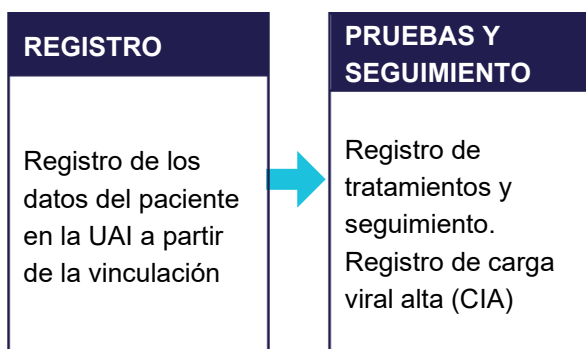 REGISTRO
Registro de los
datos del paciente
en la UAI a partir
de la vinculación
PRUEBAS Y
SEGUIMIENTO
Registro de
tratamientos y
seguimiento.
Registro de carga
viral alta (CIA)